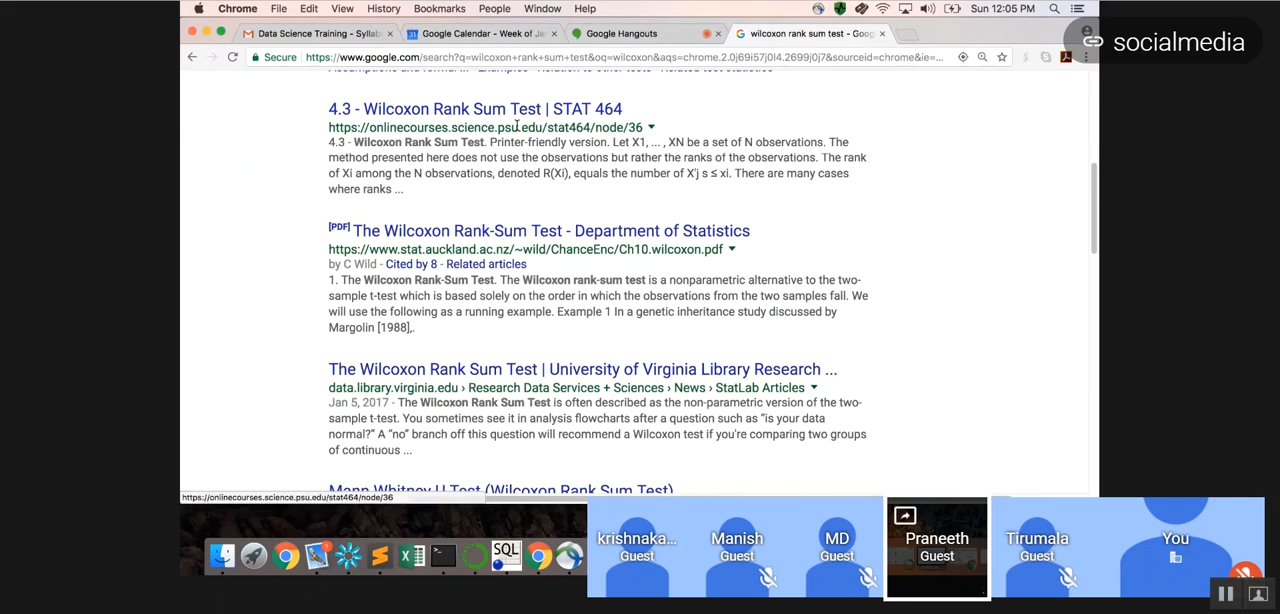 Chrome File Edit View History Bookmarks People Window Help Sun 12:05 PM
Data Science Training - Syllab Google Calendar - Week of Ja Google Hangouts wilcoxon rank sum test - Goog
Secure https://www.google.com/search?q=wilcoxon+rank+sum+test&oq=wilcoxon&aqs=chrome.2.0j69i57j0l4.2699j0j7&sourceid=chrome&ie=...
socialmedia
4.3 - Wilcoxon Rank Sum Test | STAT 464
https://onlinecourses.science.psu.edu/stat464/node/36
4.3 - Wilcoxon Rank Sum Test. Printer-friendly version. Let X1, ... , XN be a set of N observations. The
method presented here does not use the observations but rather the ranks of the observations. The rank
of Xi among the N observations, denoted R(Xi), equals the number of X'j s ≤ xi. There are many cases
where ranks ...
[PDF] The Wilcoxon Rank-Sum Test - Department of Statistics
https://www.stat.auckland.ac.nz/~wild/ChanceEnc/Ch10.wilcoxon.pdf
by C Wild - Cited by 8 - Related articles
1. The Wilcoxon Rank-Sum Test. The Wilcoxon rank-sum test is a nonparametric alternative to the two-
sample t-test which is based solely on the order in which the observations from the two samples fall. We
will use the following as a running example. Example 1 In a genetic inheritance study discussed by
Margolin [1988],.
The Wilcoxon Rank Sum Test | University of Virginia Library Research ...
data.library.virginia.edu › Research Data Services + Sciences › News › StatLab Articles
Jan 5, 2017 - The Wilcoxon Rank Sum Test is often described as the non-parametric version of the two-
sample t-test. You sometimes see it in analysis flowcharts after a question such as "is your data
normal?" A "no" branch off this question will recommend a Wilcoxon test if you're comparing two groups
of continuous ...
Mann Whitney U Test (Wilcoxon Rank Sum Test)
https://onlinecourses.science.psu.edu/stat464/node/36
SQL
krishnaka... Manish MD Praneeth Tirumala You
Guest Guest Guest Guest Guest